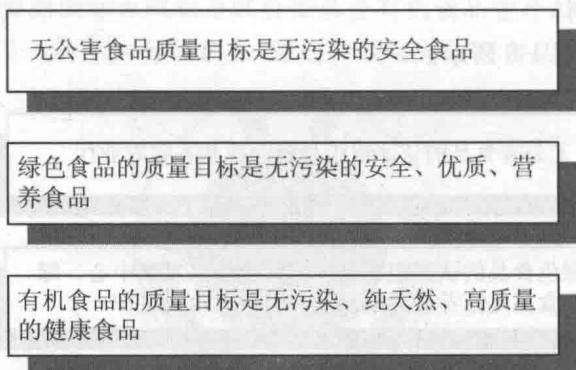 无公害食品质量目标是无污染的安全食品
绿色食品的质量目标是无污染的安全、优质、营
养食品
有机食品的质量目标是无污染、纯天然、高质量
的健康食品